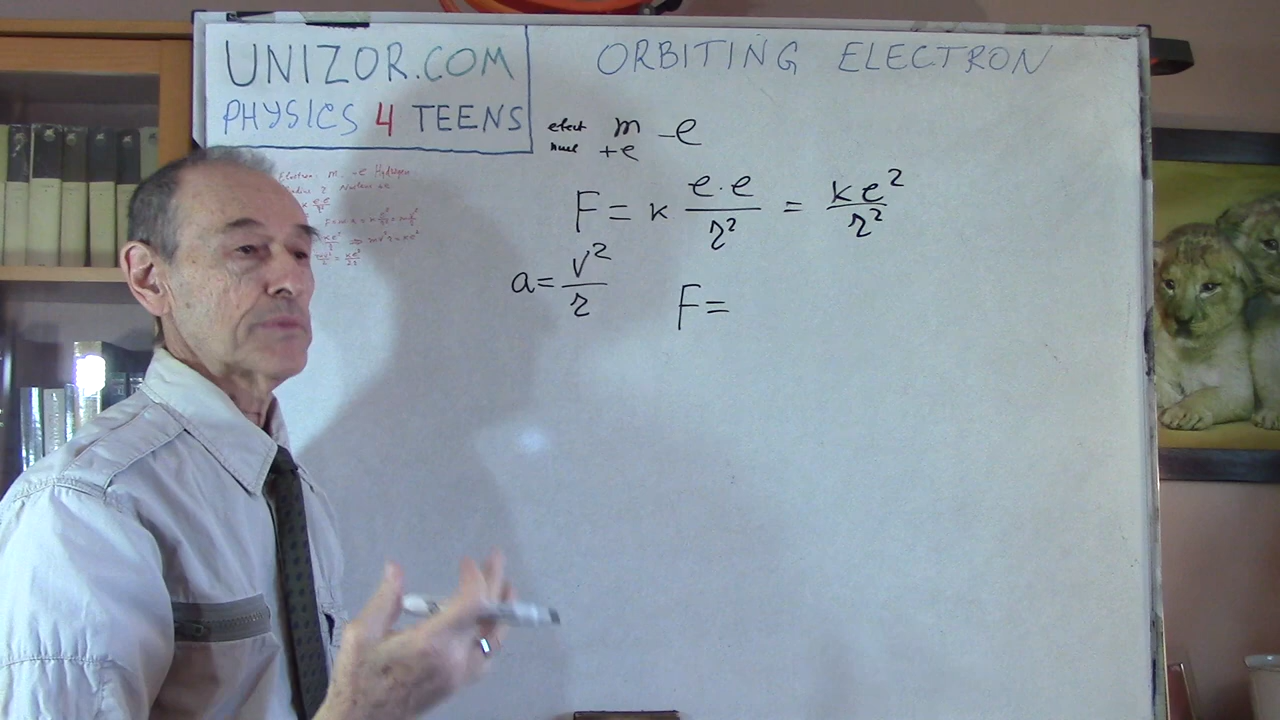 UNIZOR.COM
PHYSICS 4 TEENS
ORBITING ELECTRON
elect m -e
nucl +e
F = k e·e/r² = ke²/r²
a = v²/r
F =